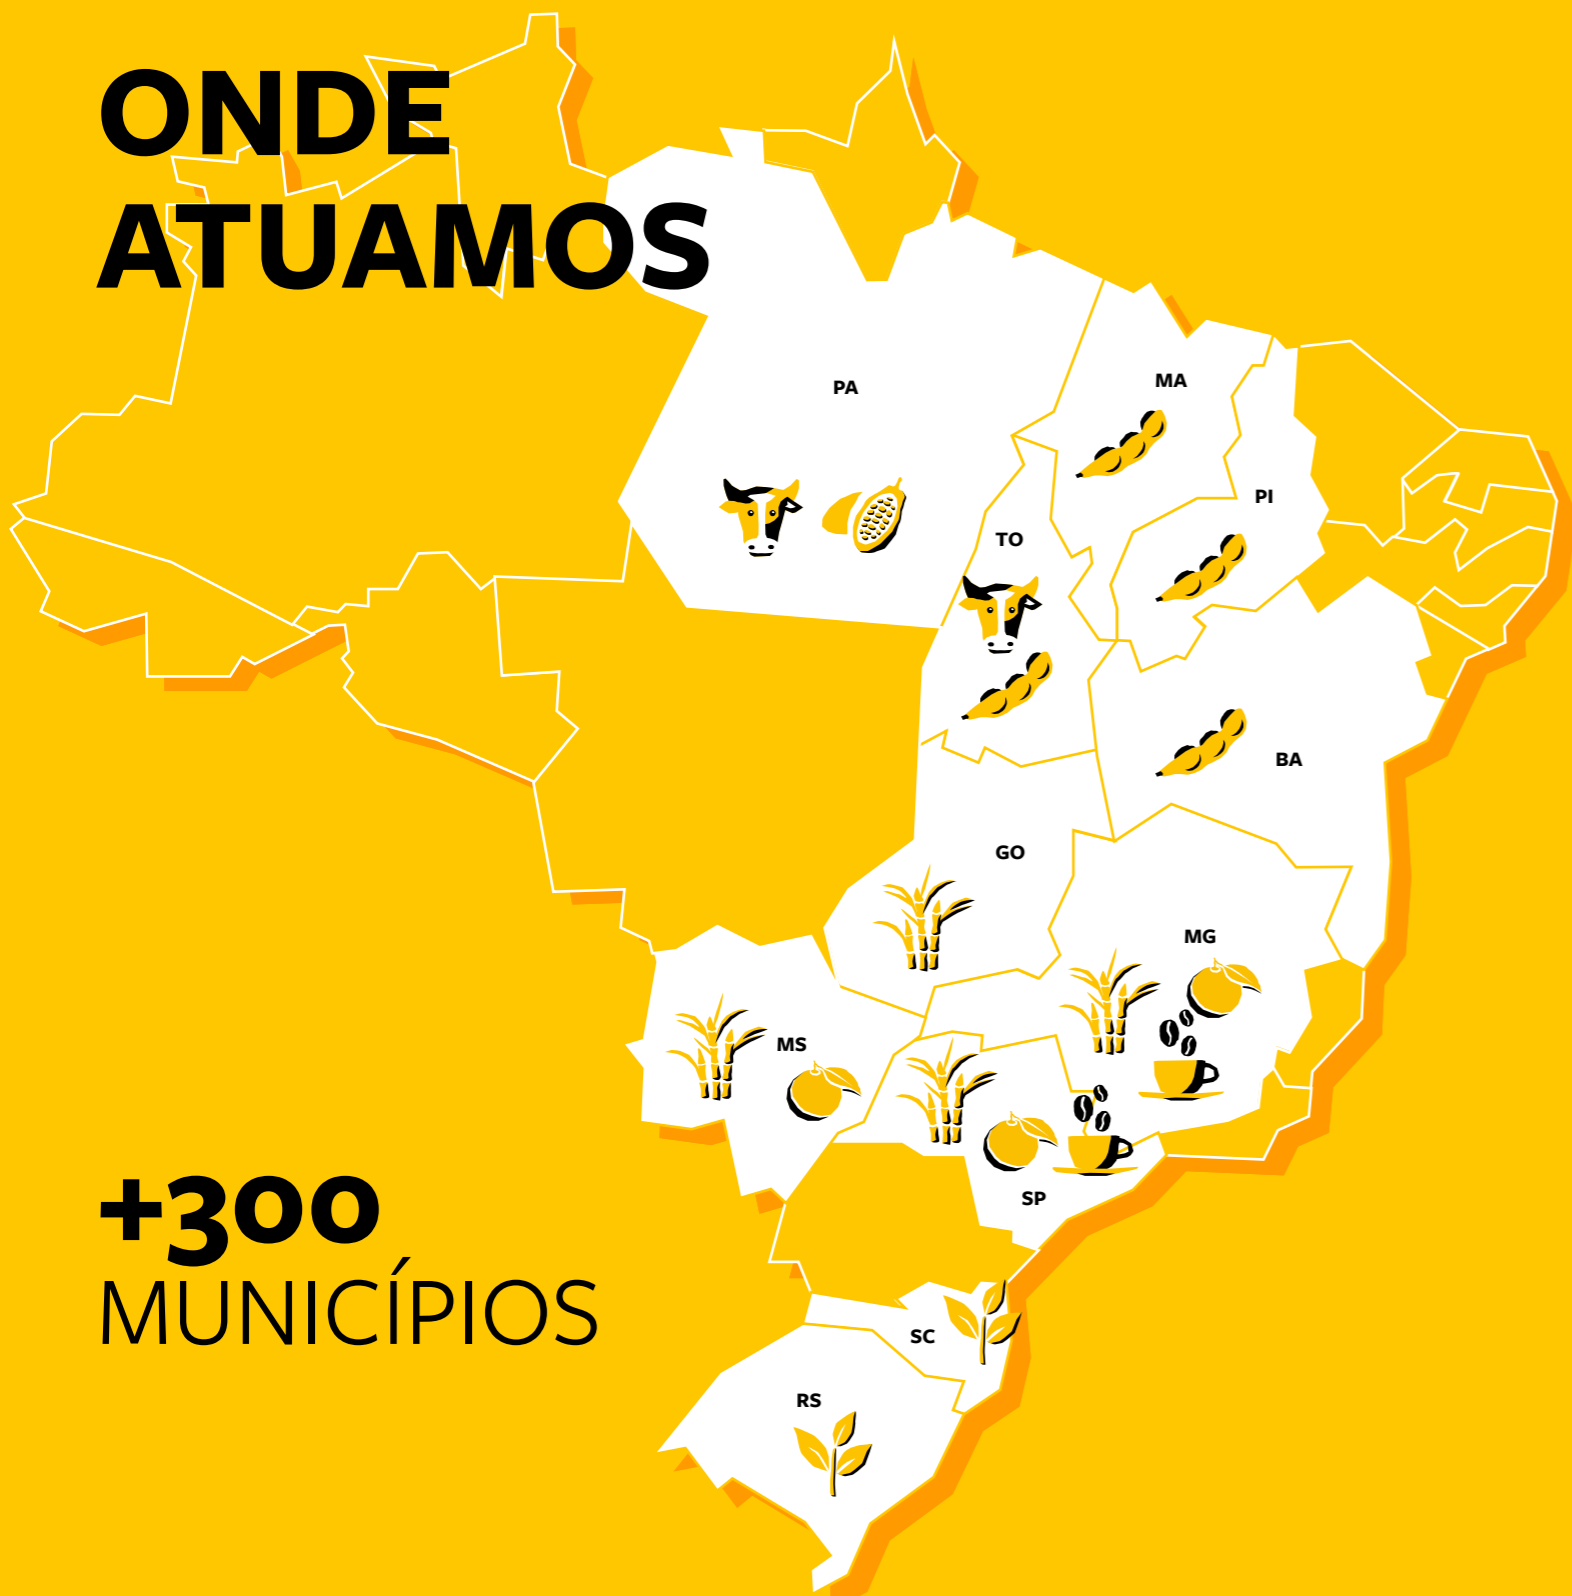 ONDE
ATUAMOS
PA
MA
PI
TO
BA
GO
MG
MS
SP
+300
MUNICÍPIOS
SC
RS